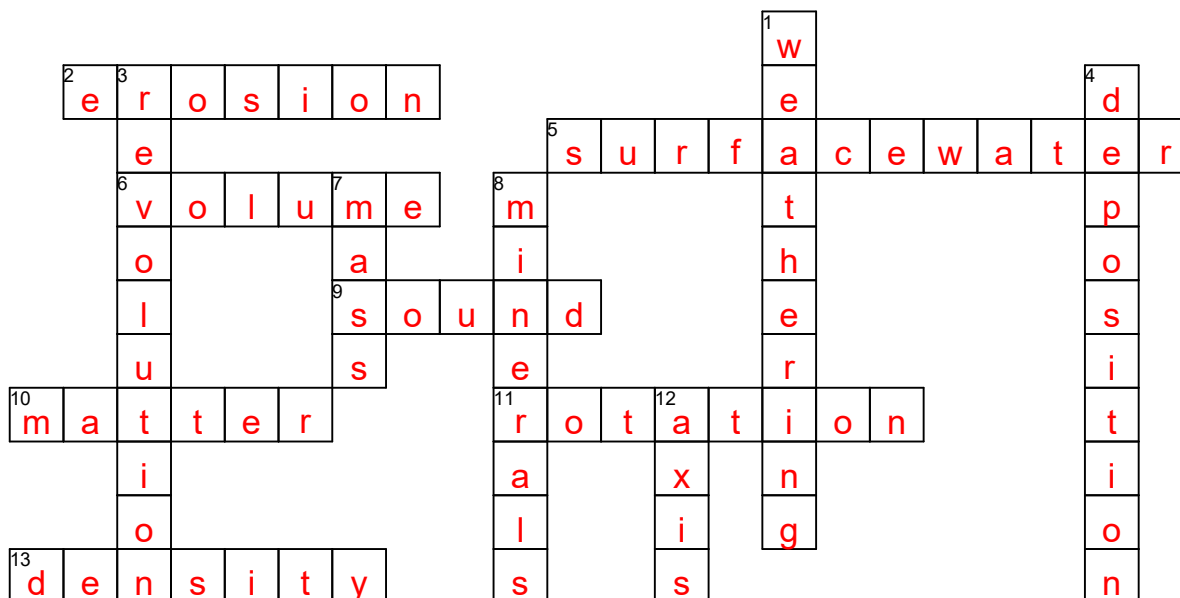 1 w
2 e 3 r o s i o n e 4 d
e 5 s u r f a c e w a t e r
6 v o l u 7 m e 8 m t p
o a i h o
l 9 s o u n d e s
u s e r i
10 m a t t e r 11 r o t 12 a t i o n t
i a x n i
o l i g o
13 d e n s i t y s s n